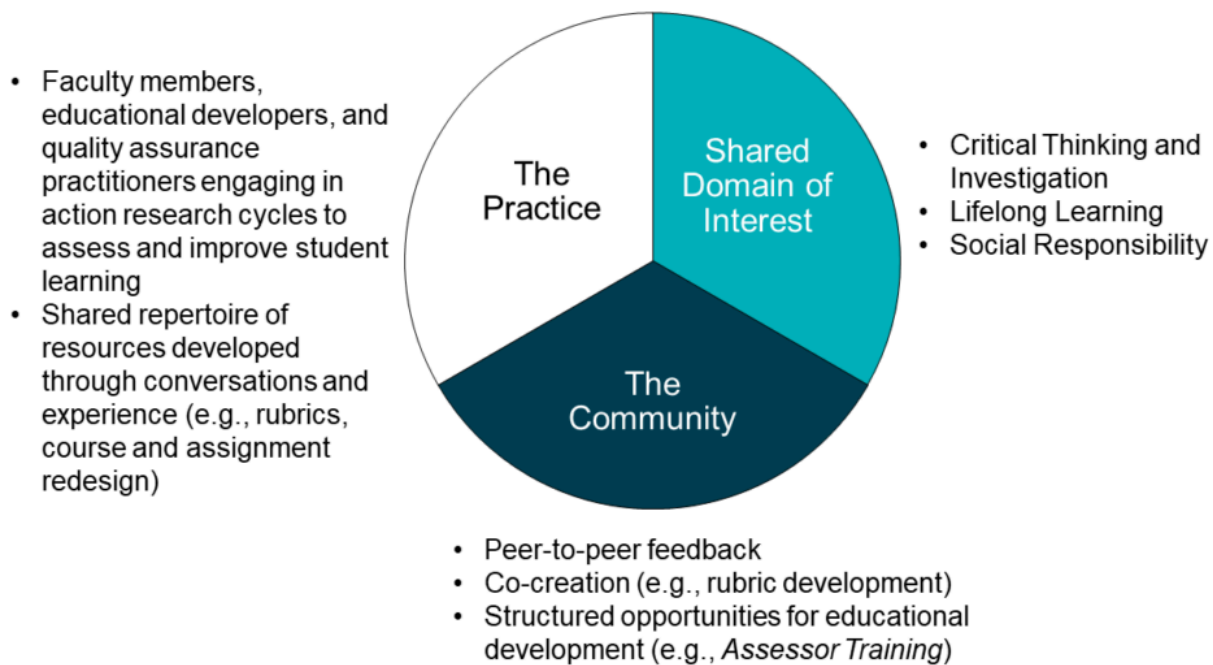 • Faculty members,
educational developers, and
quality assurance
practitioners engaging in
action research cycles to
assess and improve student
learning
• Shared repertoire of
resources developed
through conversations and
experience (e.g., rubrics,
course and assignment
redesign)
The
Practice
Shared
Domain of
Interest
The
Community
• Critical Thinking and
Investigation
• Lifelong Learning
• Social Responsibility
• Peer-to-peer feedback
• Co-creation (e.g., rubric development)
• Structured opportunities for educational
development (e.g., Assessor Training)